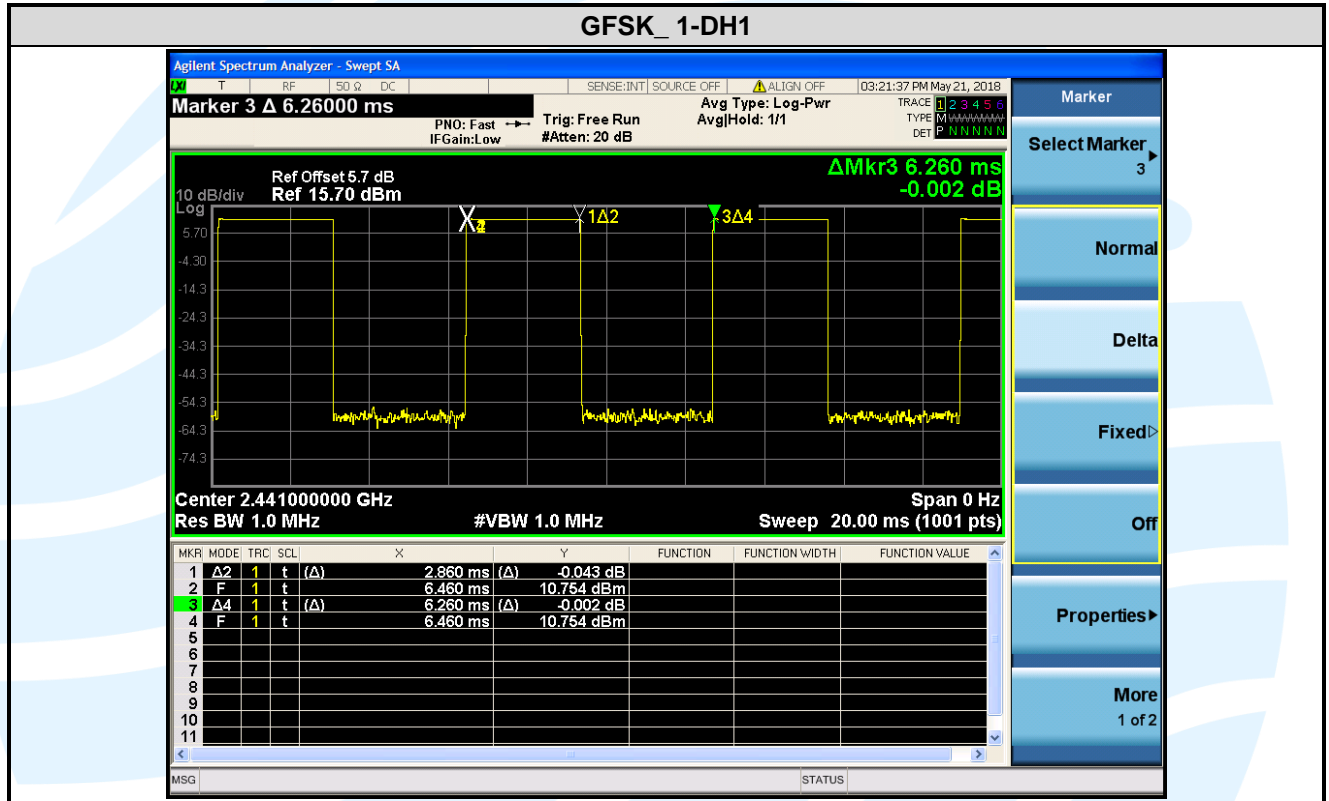 GFSK_ 1-DH1
Agilent Spectrum Analyzer - Swept SA
LXI T RF 50 Ω DC SENSE:INT SOURCE OFF ⚠ ALIGN OFF 03:21:37 PM May 21, 2018
Marker 3 Δ 6.26000 ms
PNO: Fast
IFGain:Low
Trig: Free Run
#Atten: 20 dB
Avg Type: Log-Pwr
Avg|Hold: 1/1
TRACE 1 2 3 4 5 6
TYPE M WWWWW
DET P N N N N N
ΔMkr3 6.260 ms
-0.002 dB
Ref Offset 5.7 dB
10 dB/div Ref 15.70 dBm
Log
5.70
-4.30
-14.3
-24.3
-34.3
-44.3
-54.3
-64.3
-74.3
1Δ2
3Δ4
Center 2.441000000 GHz Span 0 Hz
Res BW 1.0 MHz #VBW 1.0 MHz Sweep 20.00 ms (1001 pts)
MKR MODE TRC SCL X Y FUNCTION FUNCTION WIDTH FUNCTION VALUE
1 Δ2 1 t (Δ) 2.860 ms (Δ) -0.043 dB
2 F 1 t 6.460 ms 10.754 dBm
3 Δ4 1 t (Δ) 6.260 ms (Δ) -0.002 dB
4 F 1 t 6.460 ms 10.754 dBm
5
6
7
8
9
10
11
MSG STATUS
Marker
Select Marker
3
Normal
Delta
Fixed
Off
Properties
More
1 of 2